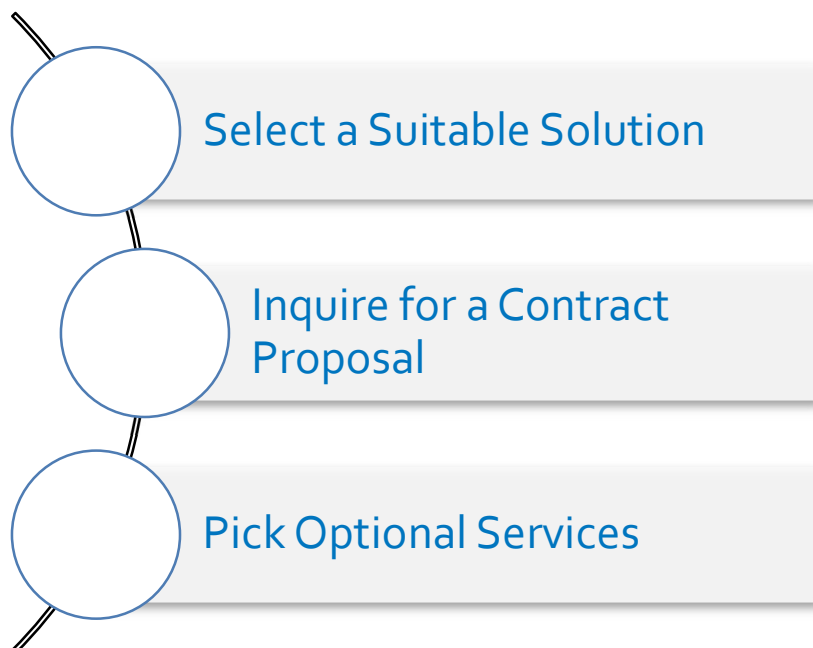 Select a Suitable Solution
Inquire for a Contract
Proposal
Pick Optional Services